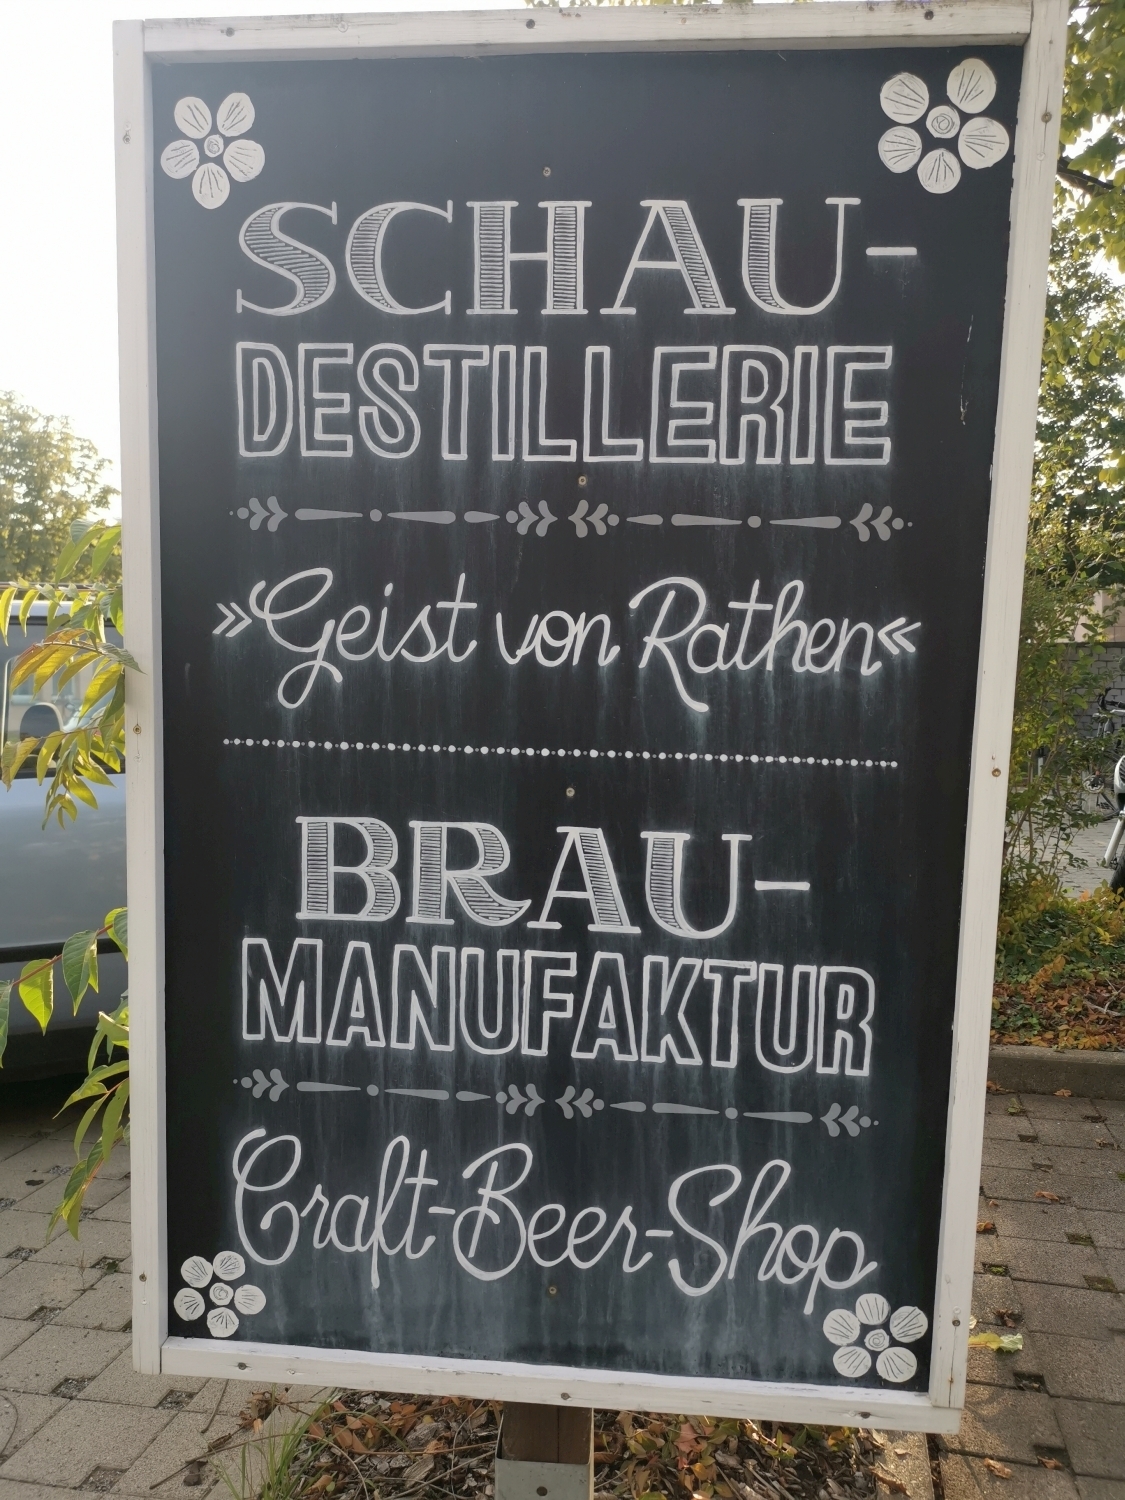 SCHAU-
DESTILLERIE
»Geist von Rathen«
BRAU-
MANUFAKTUR
Craft-Beer-Shop